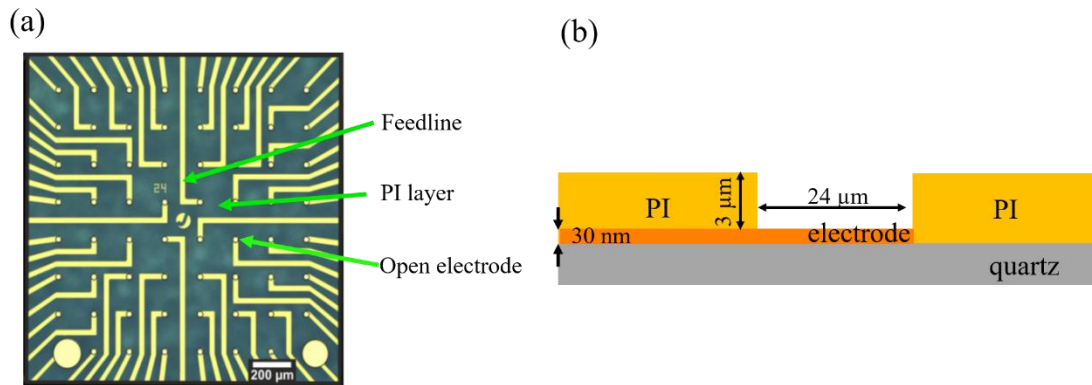 (a)
Feedline
24
PI layer
Open electrode
200 µm
(b)
PI
3 µm
24 µm
PI
30 nm
electrode
quartz